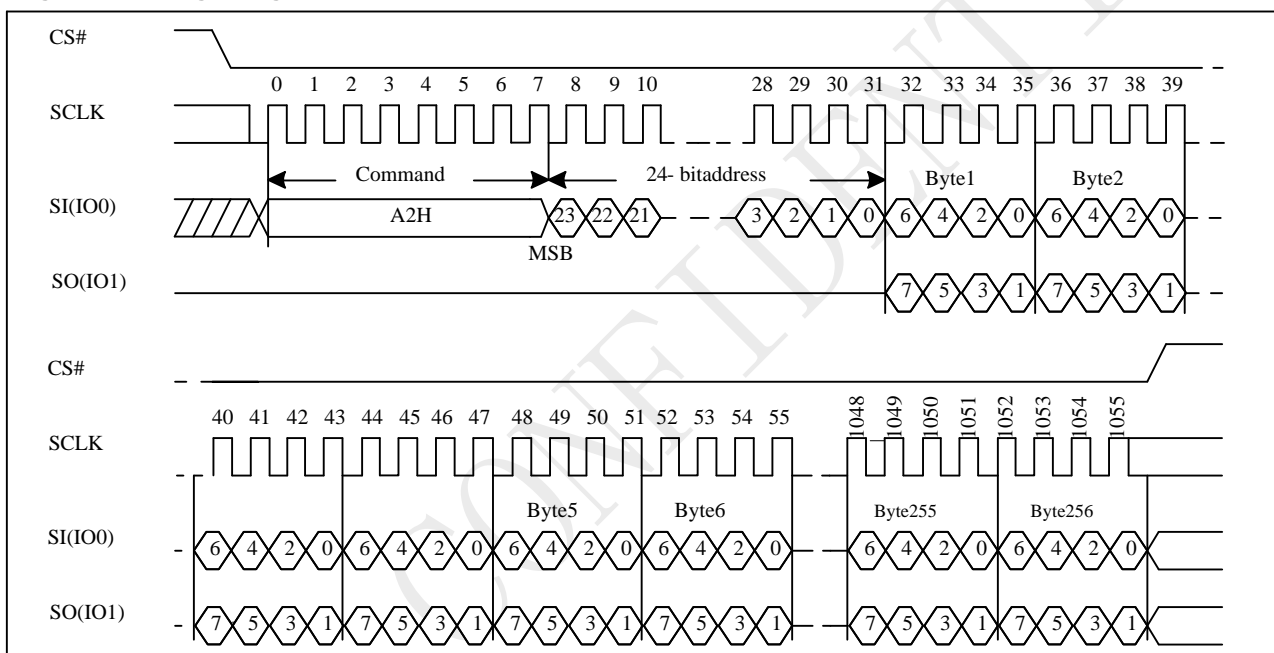 CS#
0 1 2 3 4 5 6 7 8 9 10 28 29 30 31 32 33 34 35 36 37 38 39
SCLK
Command 24- bitaddress Byte1 Byte2
SI(IO0) A2H 23 22 21 3 2 1 0 6 4 2 0 6 4 2 0
MSB
SO(IO1) 7 5 3 1 7 5 3 1
CS#
40 41 42 43 44 45 46 47 48 49 50 51 52 53 54 55 1048 1049 1050 1051 1052 1053 1054 1055
SCLK
Byte5 Byte6 Byte255 Byte256
SI(IO0) 6 4 2 0 6 4 2 0 6 4 2 0 6 4 2 0 6 4 2 0 6 4 2 0
SO(IO1) 7 5 3 1 7 5 3 1 7 5 3 1 7 5 3 1 7 5 3 1 7 5 3 1
CONFIDENT